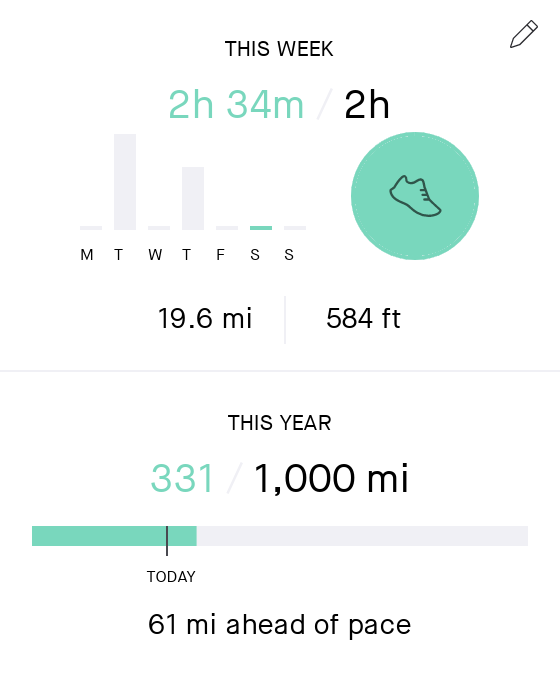 THIS WEEK
2h 34m / 2h
M T W T F S S
19.6 mi 584 ft
THIS YEAR
331 / 1,000 mi
TODAY
61 mi ahead of pace